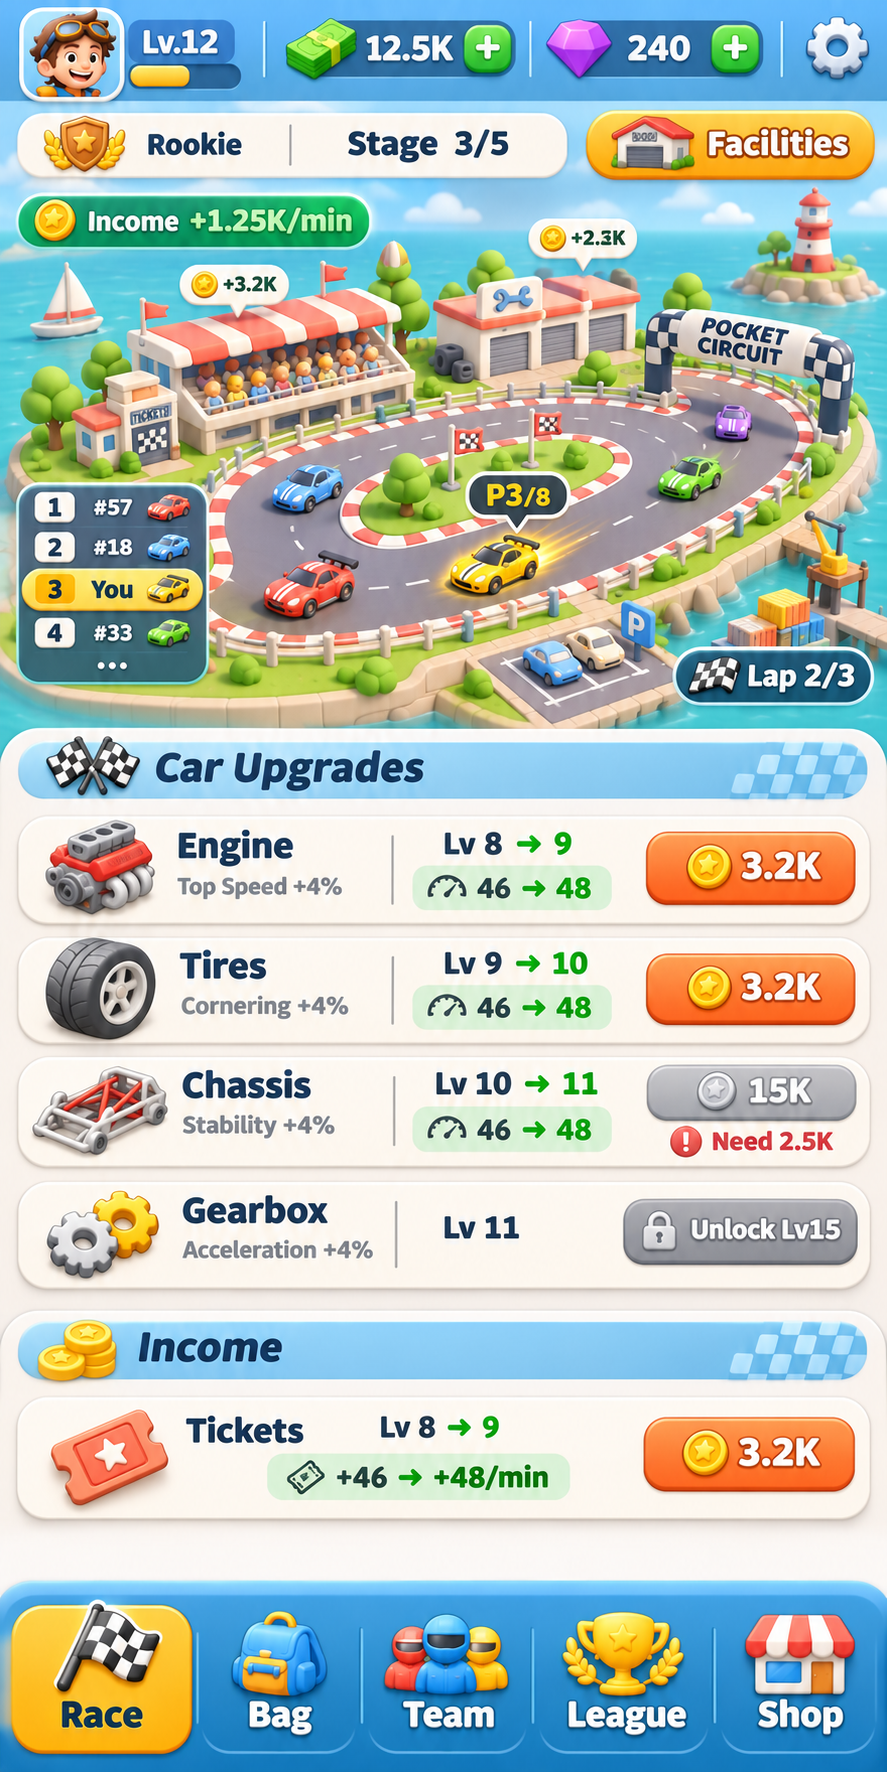 Lv.12
12.5K
240
Rookie
Stage 3/5
Facilities
Income +1.25K/min
+2.3K
+3.2K
POCKET
CIRCUIT
TICKETS
P3/8
1 #57
2 #18
3 You
4 #33
...
P
Lap 2/3
Car Upgrades
Engine
Top Speed +4%
Lv 8 → 9
46 → 48
3.2K
Tires
Cornering +4%
Lv 9 → 10
46 → 48
3.2K
Chassis
Stability +4%
Lv 10 → 11
46 → 48
15K
Need 2.5K
Gearbox
Acceleration +4%
Lv 11
Unlock Lv15
Income
Tickets
Lv 8 → 9
+46 → +48/min
3.2K
Race
Bag
Team
League
Shop